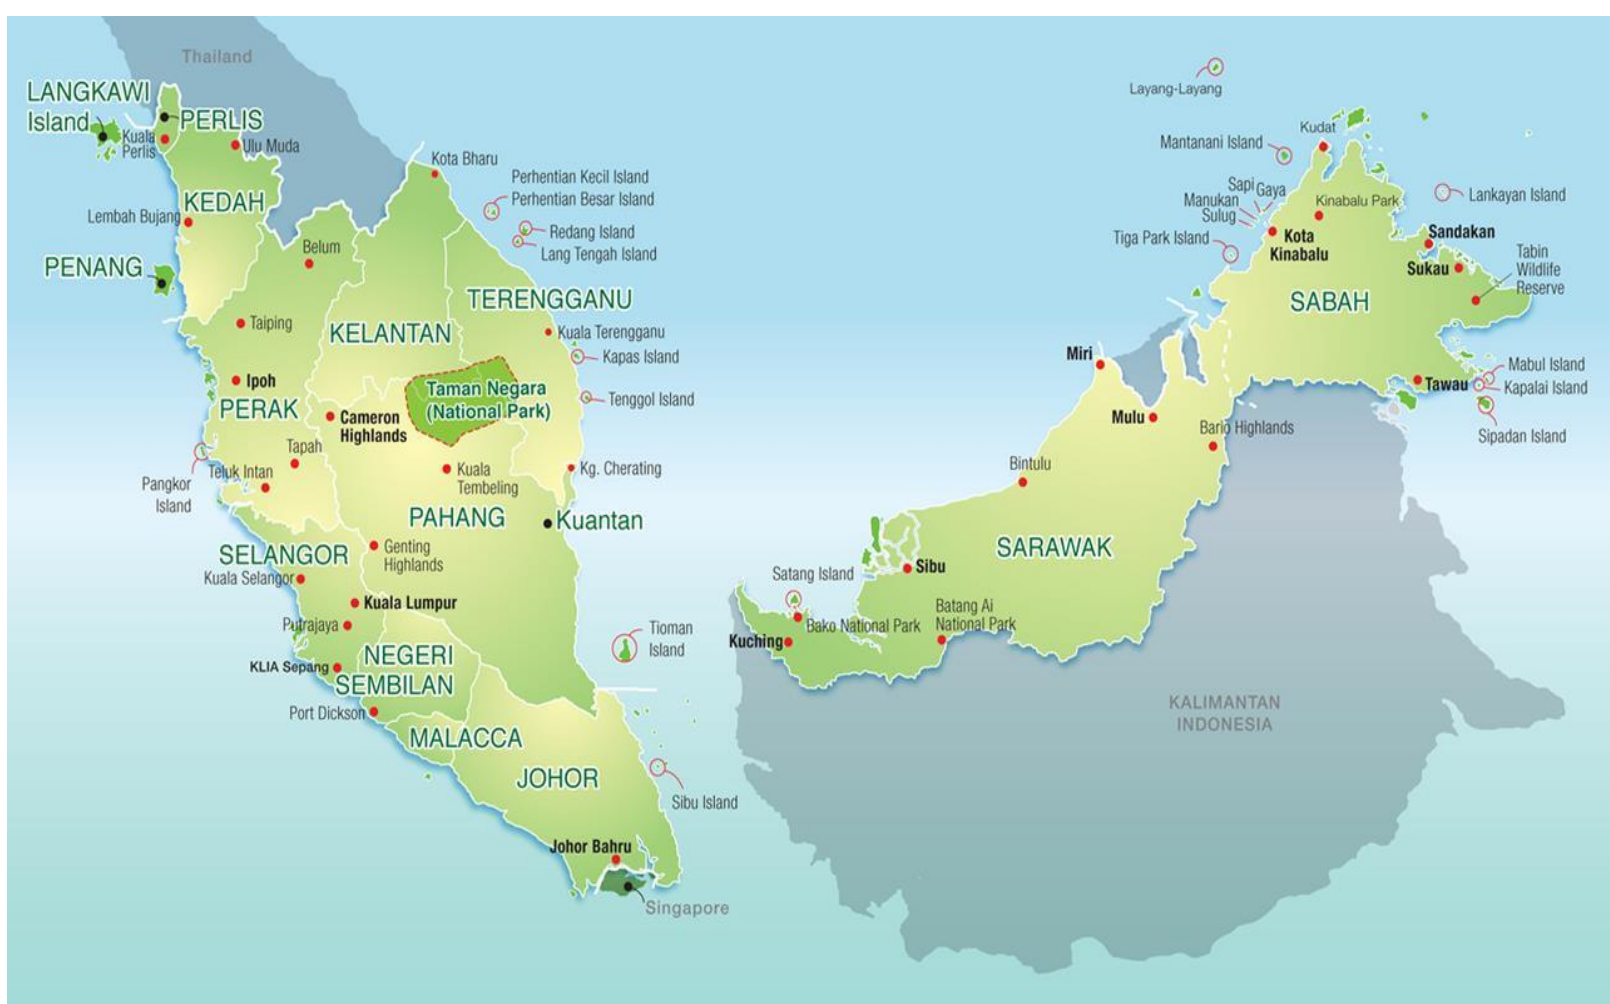 Thailand
LANGKAWI
Island
PERLIS
Kuala
Perlis
Ulu Muda
KEDAH
Lembah Bujang
PENANG
Belum
Taiping
Ipoh
PERAK
Tapah
Teluk Intan
Pangkor
Island
Kota Bharu
Perhentian Kecil Island
Perhentian Besar Island
Redang Island
Lang Tengah Island
TERENGGANU
KELANTAN
Kuala Terengganu
Kapas Island
Taman Negara
(National Park)
Tenggol Island
Cameron
Highlands
Kuala
Tembeling
Kg. Cherating
PAHANG
Kuantan
Genting
Highlands
SELANGOR
Kuala Selangor
Kuala Lumpur
Putrajaya
KLIA Sepang
NEGERI
SEMBILAN
Port Dickson
MALACCA
JOHOR
Tioman
Island
Sibu Island
Johor Bahru
Singapore
Layang-Layang
Kudat
Mantanani Island
Sapi
Gaya
Manukan
Sulug
Kinabalu Park
Lankayan Island
Tiga Park Island
Kota
Kinabalu
Sandakan
Sukau
Tabin
Wildlife
Reserve
SABAH
Miri
Mabul Island
Kapalai Island
Tawau
Sipadan Island
Mulu
Bario Highlands
Bintulu
SARAWAK
Sibu
Satang Island
Bako National Park
Batang Ai
National Park
Kuching
KALIMANTAN
INDONESIA